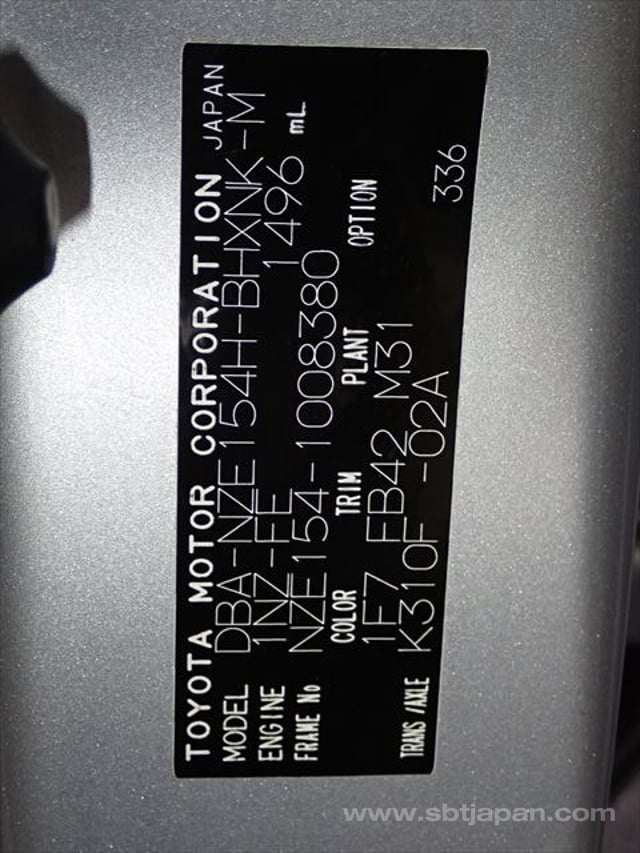 TOYOTA MOTOR CORPORATION JAPAN
MODEL DBA-NZE154H-BHXNK-M
ENGINE 1NZ-FE 1496 mL
FRAME No NZE154-1008380
COLOR TRIM PLANT OPTION
1F7 FB42 M31
TRANS/AXLE K310F -02A 336
www.sbtjapan.com